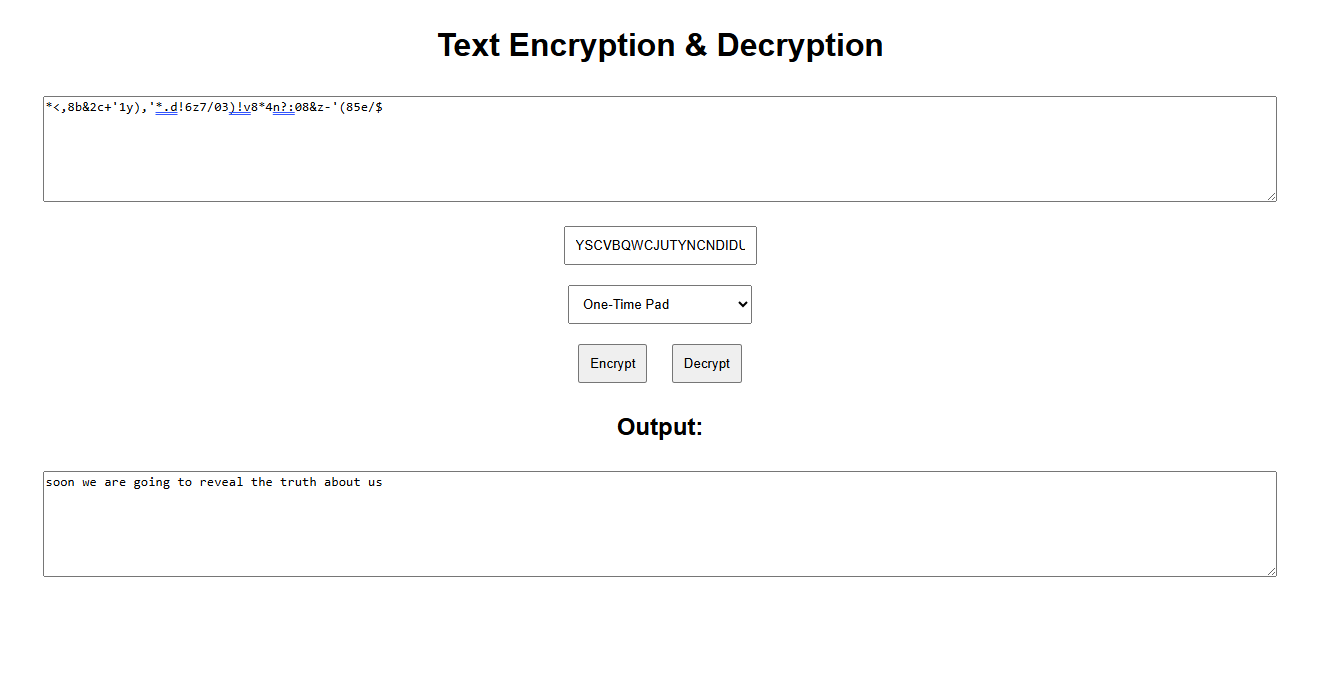 Text Encryption & Decryption
*<,8b&2c+'1y),'*.d!6z7/03)!v8*4n?:08&z-'(85e/$
YSCVBQWCJUTYNCNDIDU
One-Time Pad
Encrypt Decrypt
Output:
soon we are going to reveal the truth about us